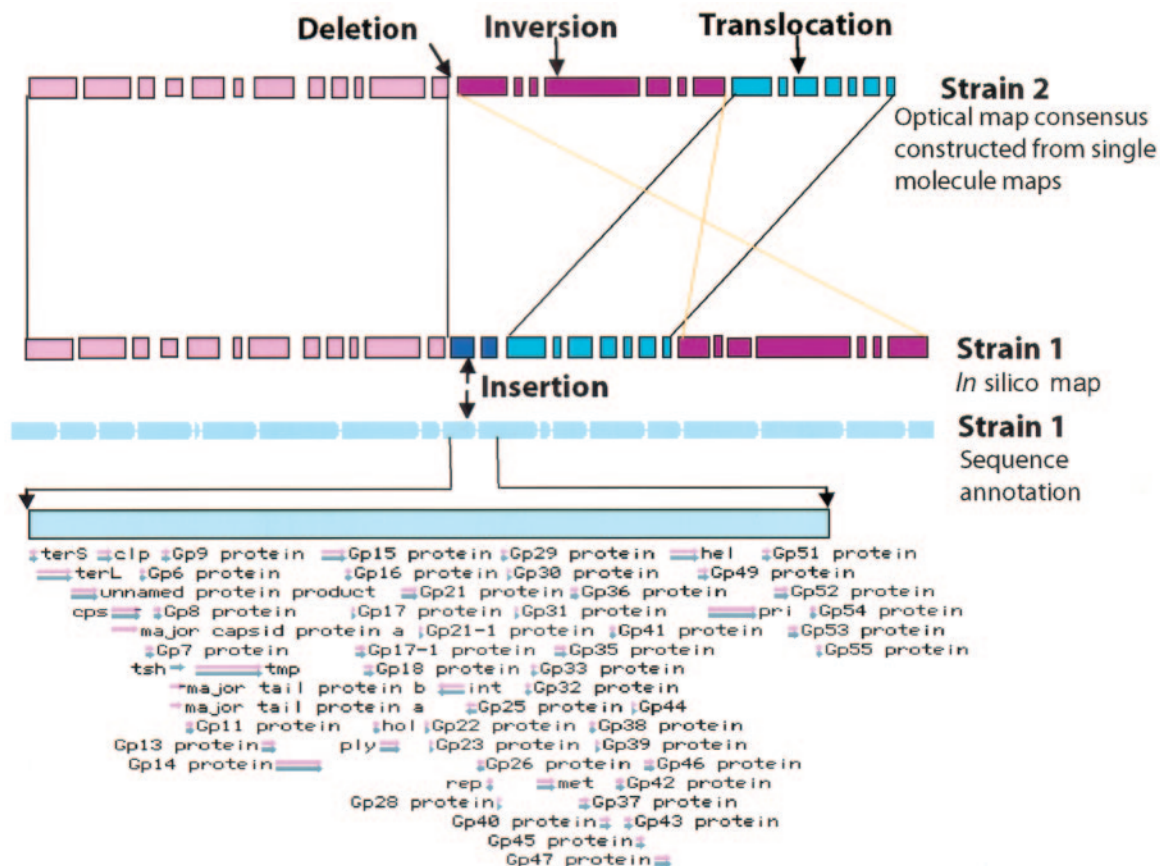 Deletion Inversion Translocation
Strain 2
Optical map consensus
constructed from single
molecule maps
Strain 1
In silico map
Insertion
Strain 1
Sequence
annotation
terS clp Gp9 protein Gp15 protein Gp29 protein hel Gp51 protein
terL Gp6 protein Gp16 protein Gp30 protein Gp49 protein
unnamed protein product Gp21 protein Gp36 protein Gp52 protein
cps Gp8 protein Gp17 protein Gp31 protein pri Gp54 protein
major capsid protein a Gp21-1 protein Gp41 protein Gp53 protein
Gp7 protein Gp17-1 protein Gp35 protein Gp55 protein
tsh tmp Gp18 protein Gp33 protein
major tail protein b int Gp32 protein
major tail protein a Gp25 protein Gp44
Gp11 protein hol Gp22 protein Gp38 protein
Gp13 protein ply Gp23 protein Gp39 protein
Gp14 protein Gp26 protein Gp46 protein
rep met Gp42 protein
Gp28 protein Gp37 protein
Gp40 protein Gp43 protein
Gp45 protein
Gp47 protein